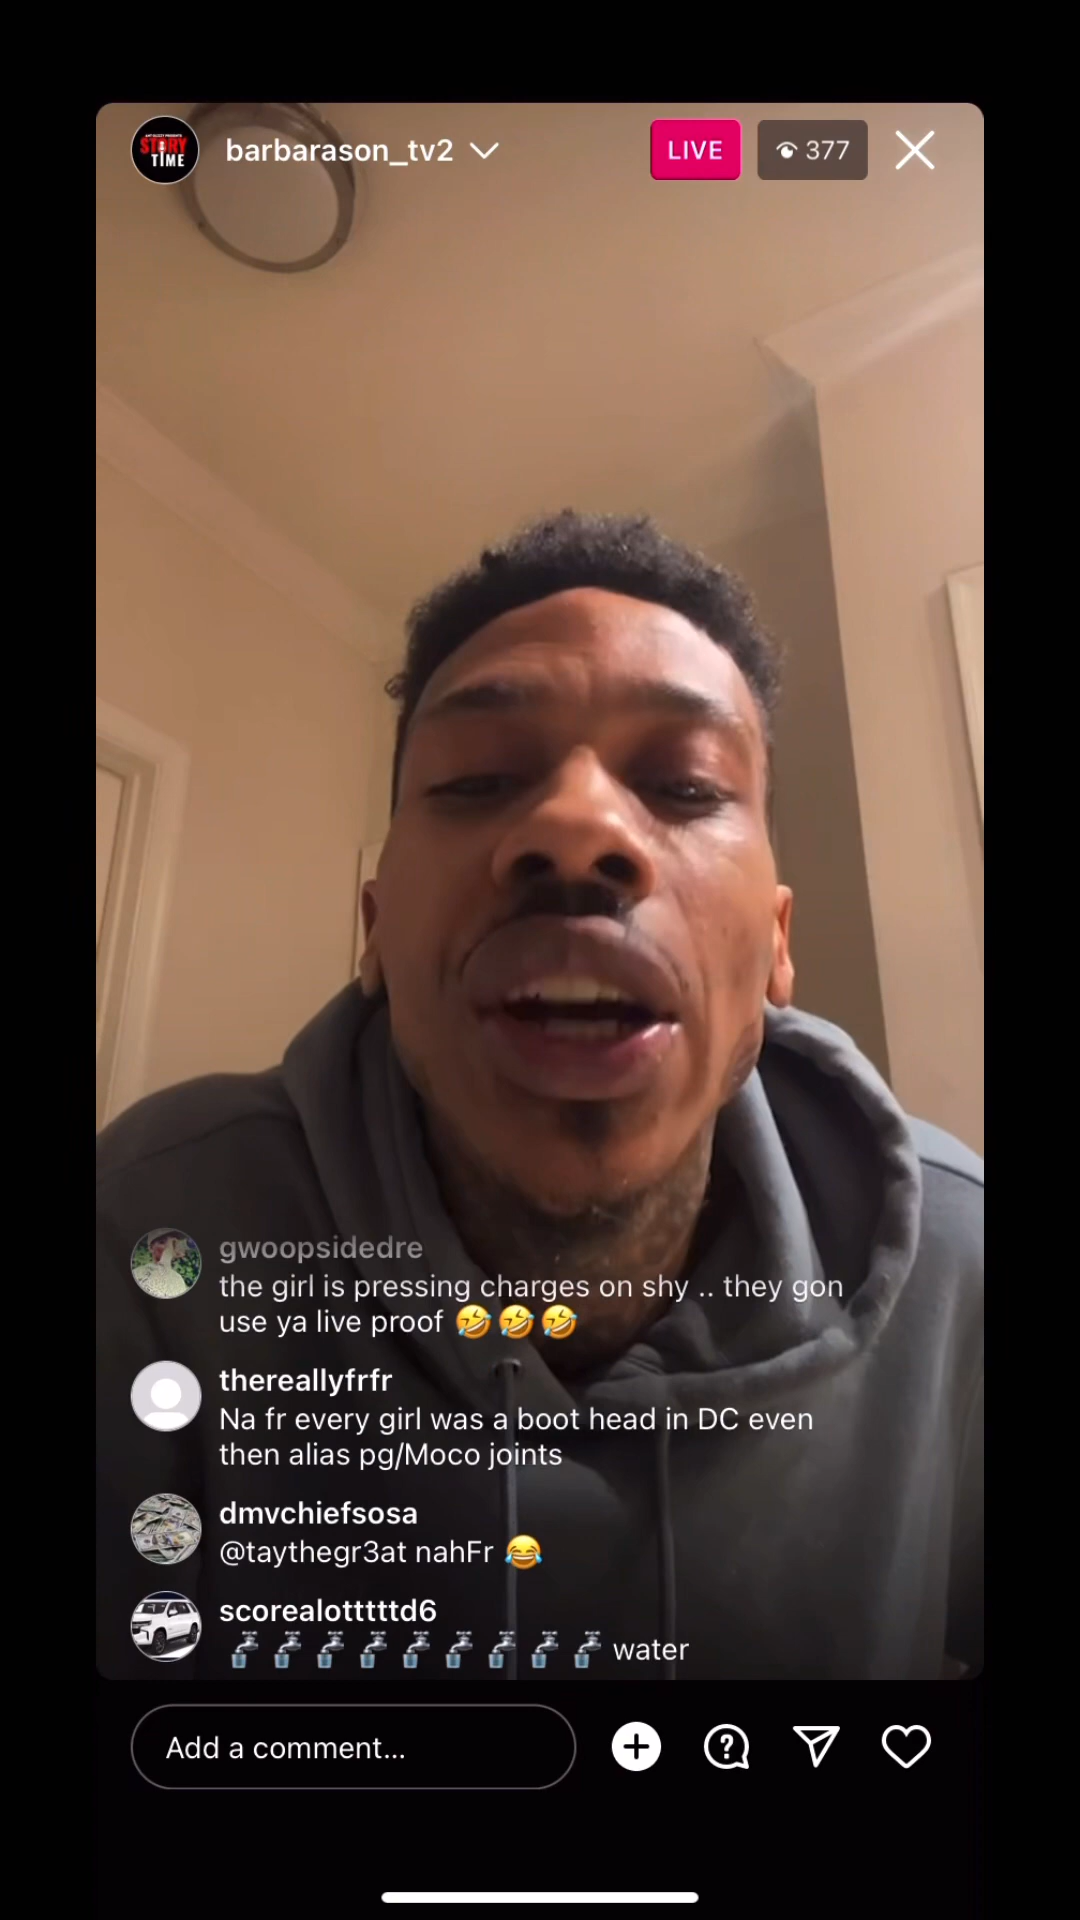 STORY
TIME
barbarason_tv2
LIVE
377
gwoopsidedre
the girl is pressing charges on shy .. they gon
use ya live proof 🤣🤣🤣
thereallyfrfr
Na fr every girl was a boot head in DC even
then alias pg/Moco joints
dmvchiefsosa
@taythegr3at nahFr 😂
scorealotttttd6
🚰🚰🚰🚰🚰🚰🚰🚰🚰 water
Add a comment...